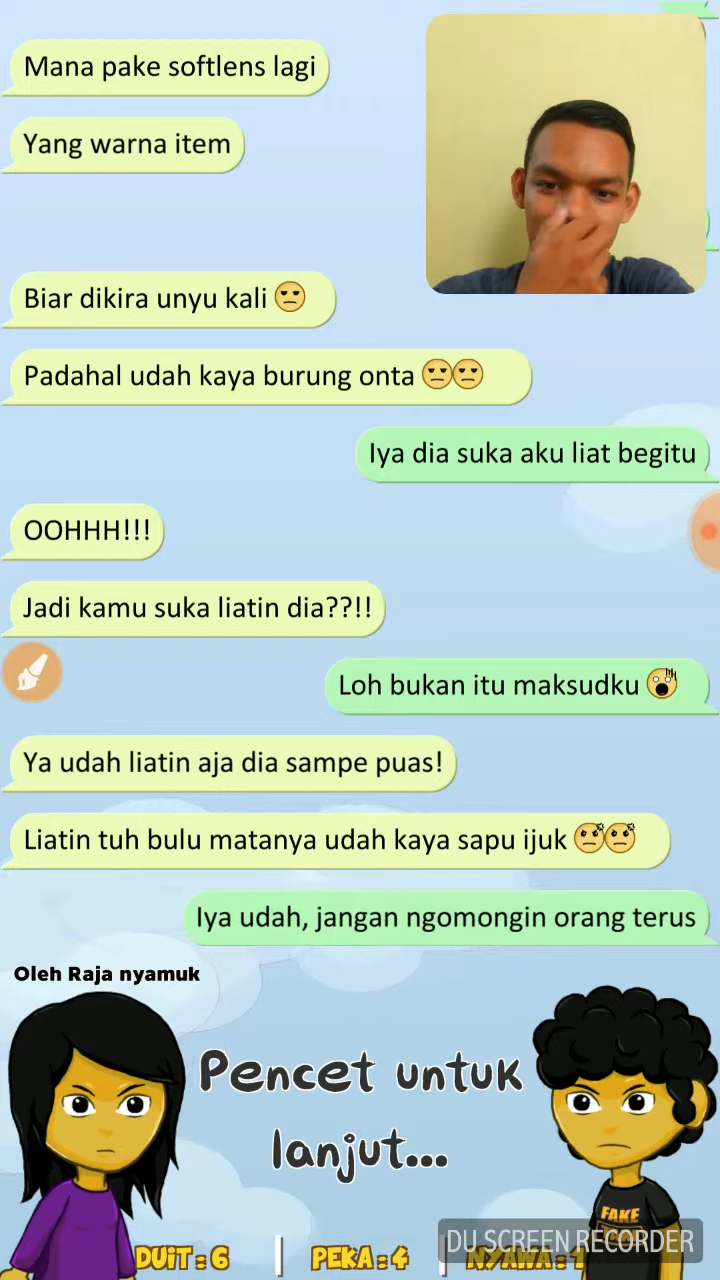 Mana pake softlens lagi
Yang warna item
Biar dikira unyu kali
Padahal udah kaya burung onta
Iya dia suka aku liat begitu
OOHHH!!!
Jadi kamu suka liatin dia??!!
Loh bukan itu maksudku
Ya udah liatin aja dia sampe puas!
Liatin tuh bulu matanya udah kaya sapu ijuk
Iya udah, jangan ngomongin orang terus
Oleh Raja nyamuk
Pencet untuk
lanjut...
FAKE
DUIT : 6 | PEKA : 4 | NYAWA : 1
DU SCREEN RECORDER